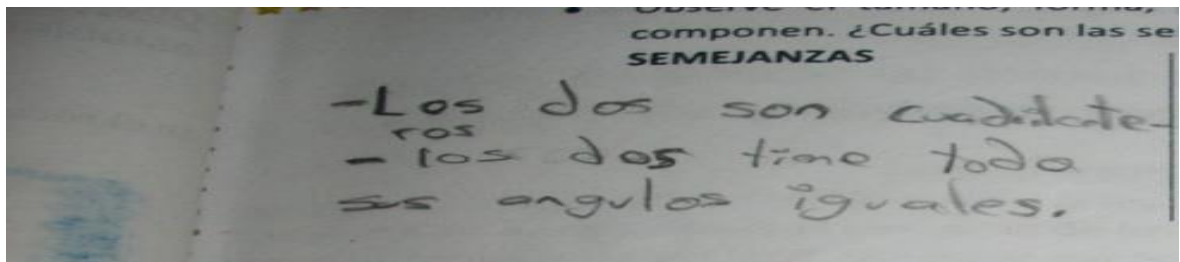 componen. ¿Cuáles son las se
SEMEJANZAS
-Los dos son cuadrilate-
ros
- los dos tiene toda
sus angulos iguales.